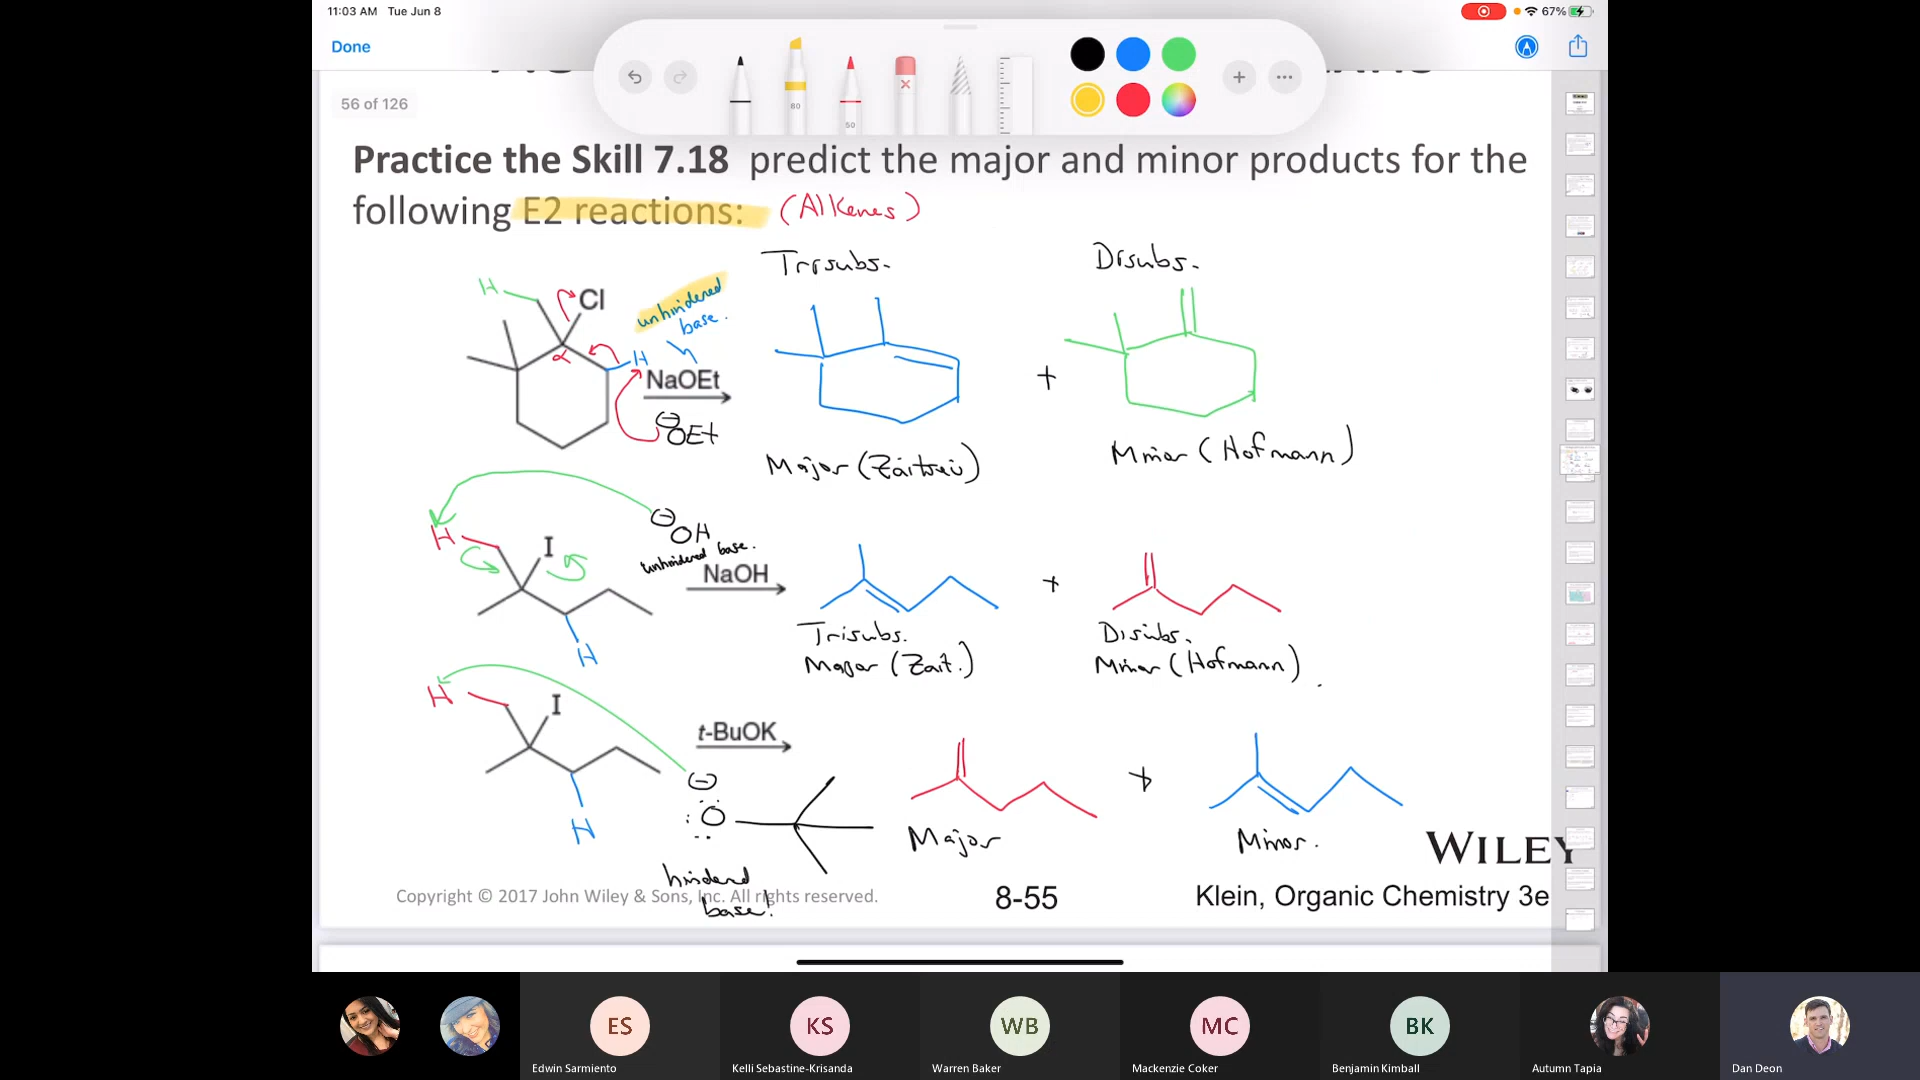 11:03 AM Tue Jun 8
67%
Done
56 of 126
80
50
Practice the Skill 7.18 predict the major and minor products for the
following E2 reactions: (Alkenes)
Trisubs. Disubs.
H Cl unhindered
base.
α H
NaOEt
+
⊖OEt
Major (Zaitsev) Minor (Hofmann)
⊖OH
H I unhindered base.
NaOH
+
H
Trisubs. Disubs.
Major (Zait.) Minor (Hofmann)
H I
t-BuOK
+
⊖
:O
H
Major Minor.
hindered
base!
WILEY
Copyright © 2017 John Wiley & Sons, Inc. All rights reserved. 8-55 Klein, Organic Chemistry 3e
ES KS WB MC BK
Edwin Sarmiento Kelli Sebastine-Krisanda Warren Baker Mackenzie Coker Benjamin Kimball Autumn Tapia Dan Deon